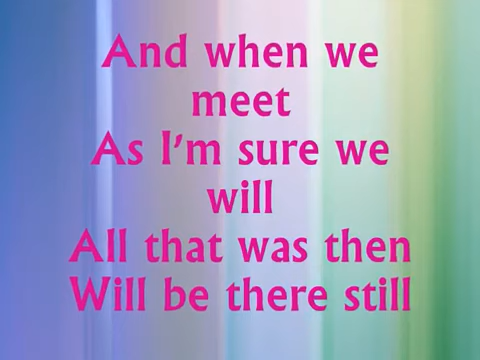 And when we
meet
As I'm sure we
will
All that was then
Will be there still